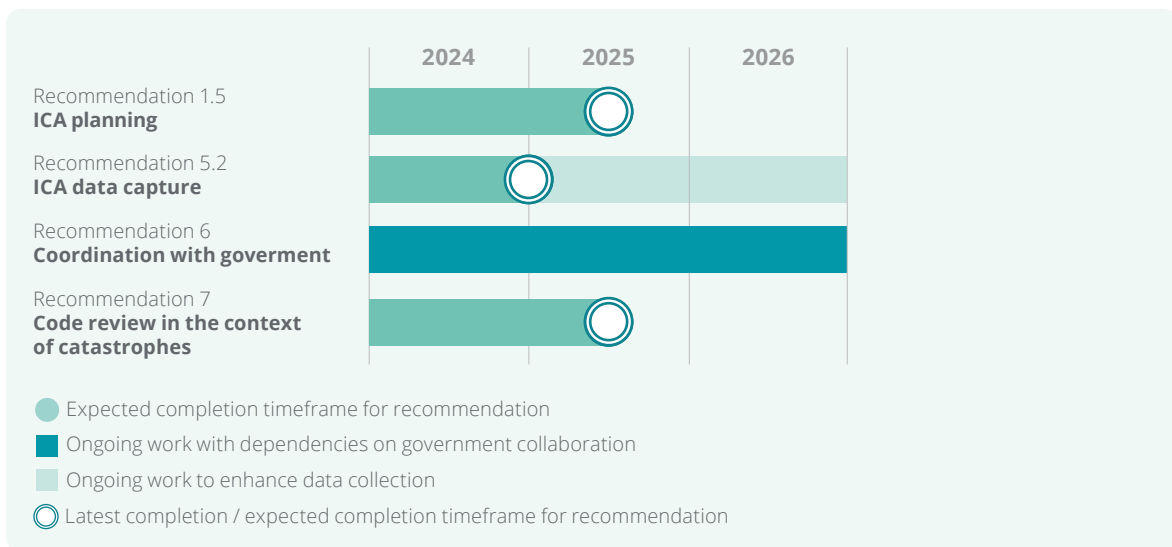 2024 2025 2026
Recommendation 1.5
ICA planning
Recommendation 5.2
ICA data capture
Recommendation 6
Coordination with goverment
Recommendation 7
Code review in the context
of catastrophes
Expected completion timeframe for recommendation
Ongoing work with dependencies on government collaboration
Ongoing work to enhance data collection
Latest completion / expected completion timeframe for recommendation